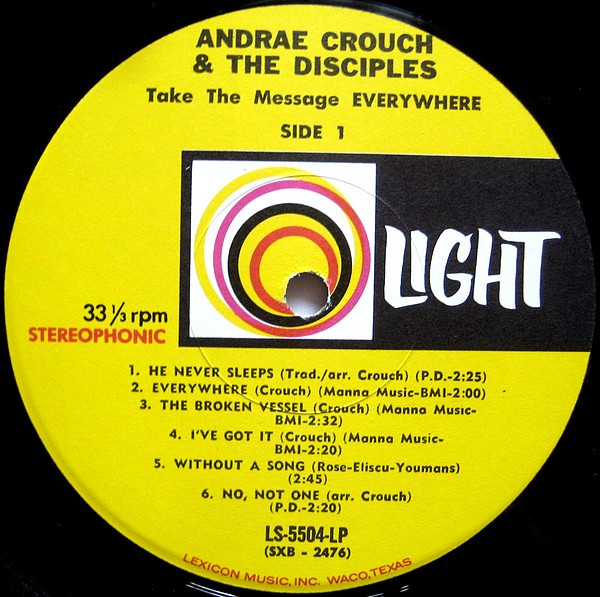 ANDRAE CROUCH
& THE DISCIPLES
Take The Message EVERYWHERE
SIDE 1
LIGHT
33 ⅓ rpm
STEREOPHONIC
1. HE NEVER SLEEPS (Trad./arr. Crouch) (P.D.-2:25)
2. EVERYWHERE (Crouch) (Manna Music-BMI-2:00)
3. THE BROKEN VESSEL (Crouch) (Manna Music-
BMI-2:32)
4. I'VE GOT IT (Crouch) (Manna Music-
BMI-2:20)
5. WITHOUT A SONG (Rose-Eliscu-Youmans)
(2:45)
6. NO, NOT ONE (arr. Crouch)
(P.D.-2:20)
LS-5504-LP
(SXB - 2476)
LEXICON MUSIC, INC. WACO, TEXAS